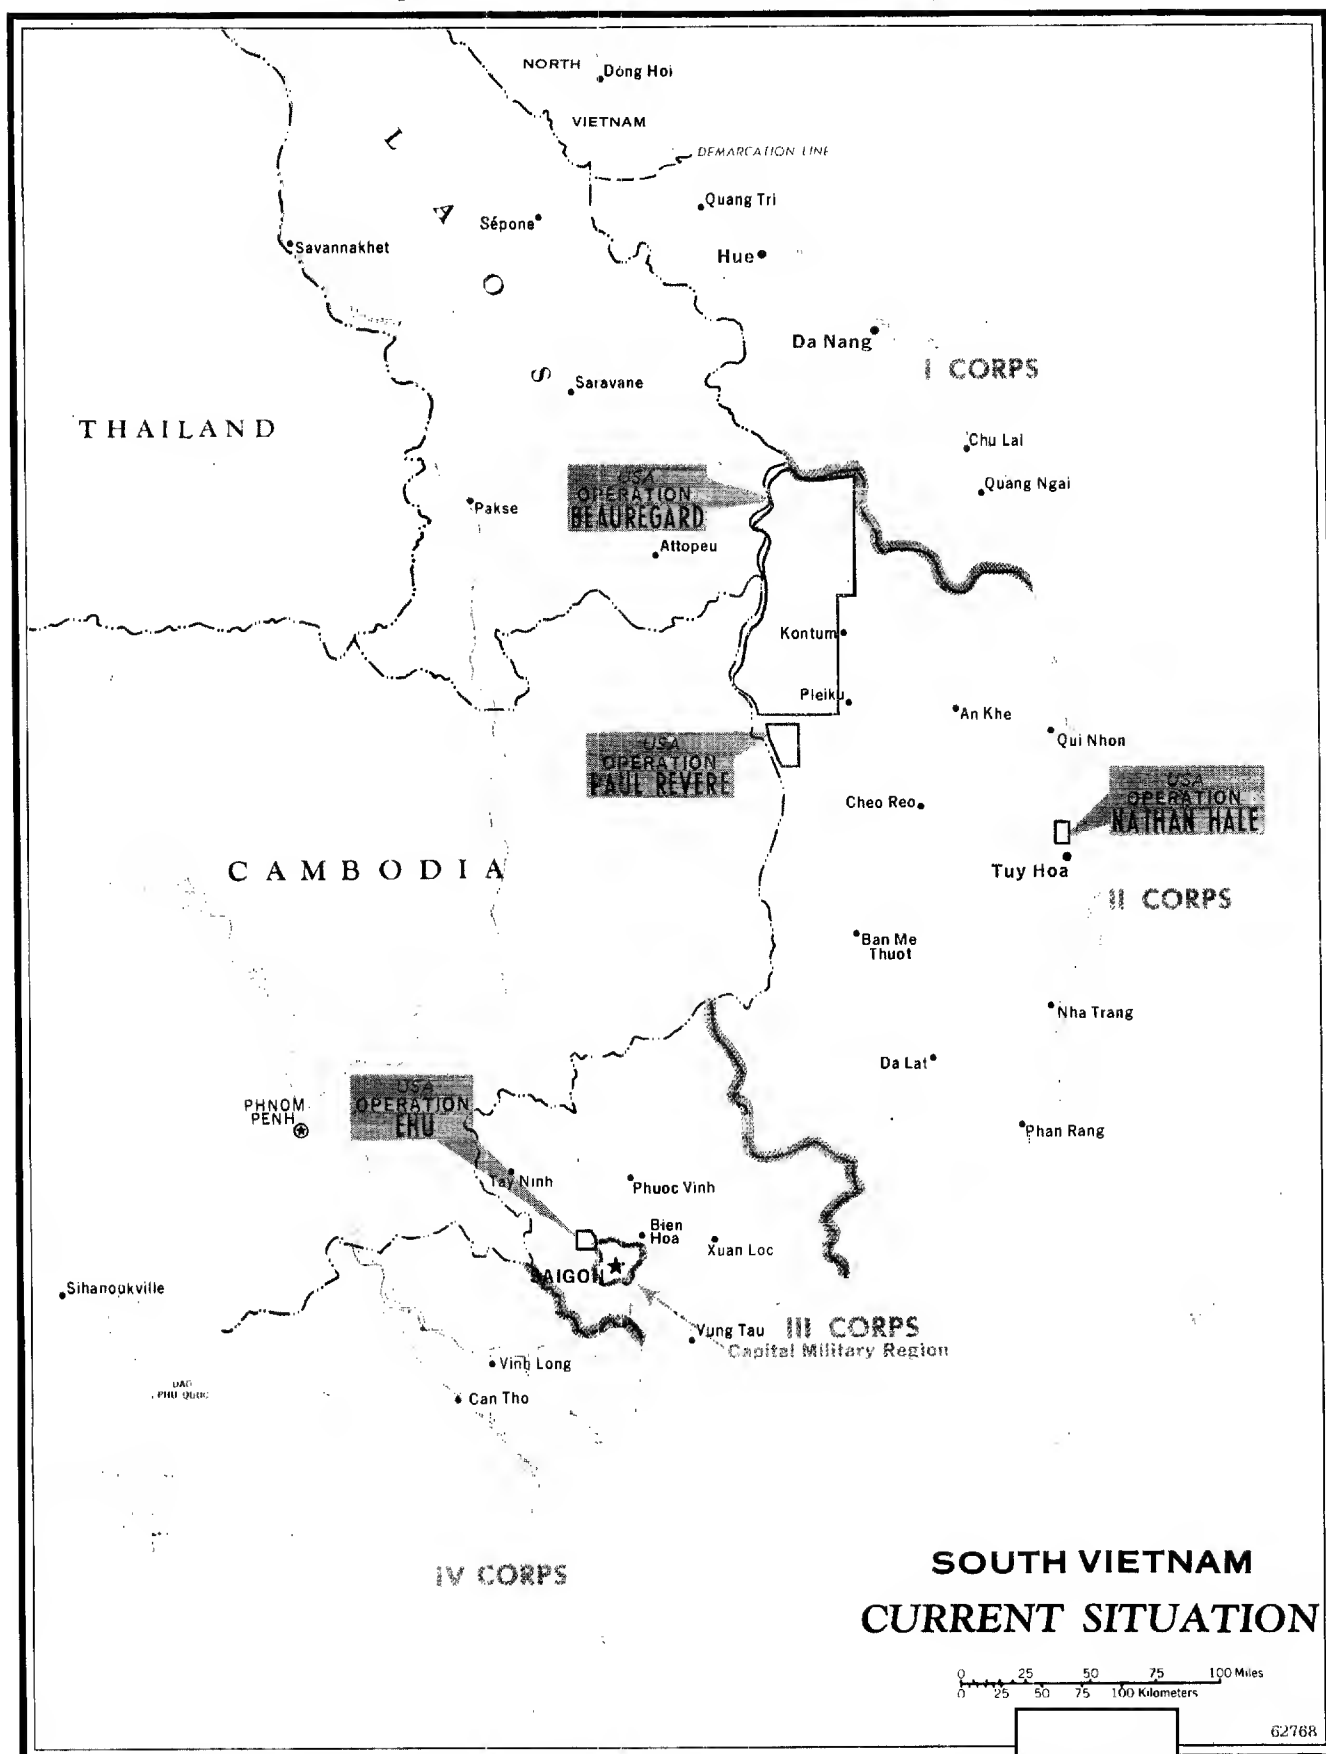 NORTH
Dong Hoi
VIETNAM
DEMARCATION LINE
L A O S
Quang Tri
Sépone
Savannakhet
Hue
Da Nang
I CORPS
Saravane
THAILAND
Chu Lai
USA
OPERATION
BEAUREGARD
Quang Ngai
Pakse
Attopeu
Kontum
Pleiku
An Khe
Qui Nhon
USA
OPERATION
PAUL REVERE
USA
OPERATION
NATHAN HALE
Cheo Reo
CAMBODIA
Tuy Hoa
II CORPS
Ban Me
Thuot
Nha Trang
Da Lat
USA
OPERATION
EHU
PHNOM
PENH
Phan Rang
Tay Ninh
Phuoc Vinh
Bien
Hoa
Xuan Loc
SAIGON
Sihanoukville
Vung Tau
III CORPS
Capital Military Region
Vinh Long
DAO
PHU QUOC
Can Tho
IV CORPS
SOUTH VIETNAM
CURRENT SITUATION
0 25 50 75 100 Miles
0 25 50 75 100 Kilometers
62768